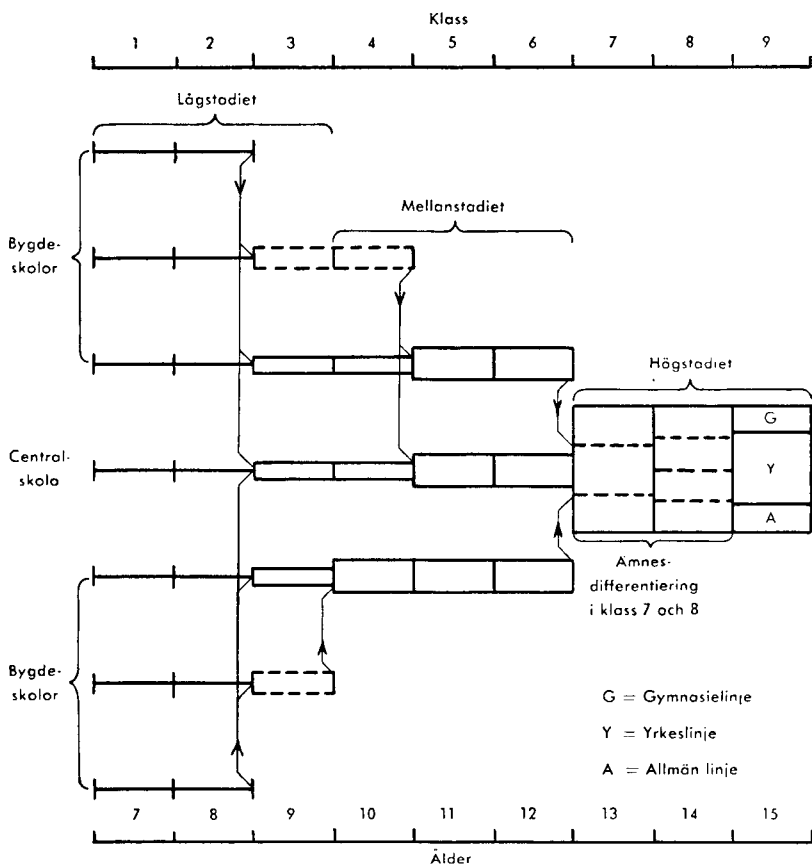 Klass
1 2 3 4 5 6 7 8 9
Lågstadiet
Mellanstadiet
Bygde-
skolor
Högstadiet
G
Central-
skola
Y
A
Ämnes-
differentiering
i klass 7 och 8
Bygde-
skolor
G = Gymnasielinje
Y = Yrkeslinje
A = Allmän linje
7 8 9 10 11 12 13 14 15
Ålder